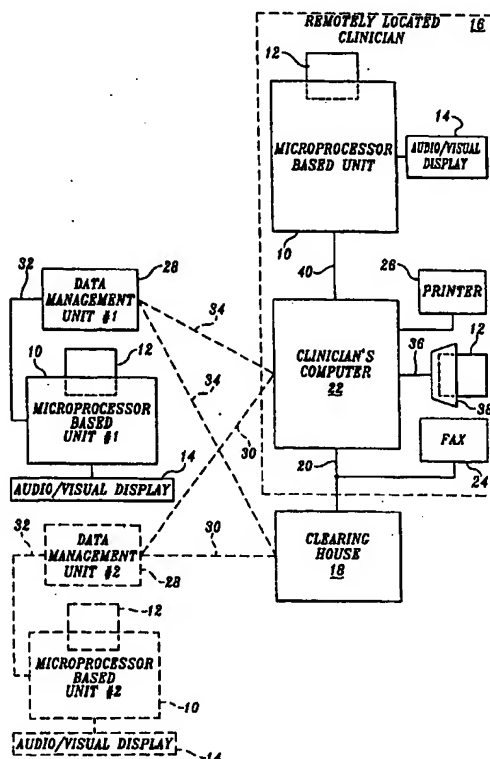 REMOTELY LOCATED
CLINICIAN
16
12
MICROPROCESSOR
BASED UNIT
14
AUDIO/VISUAL
DISPLAY
10
40
26
PRINTER
32
DATA
MANAGEMENT
UNIT #1
28
34
34
10
12
MICROPROCESSOR
BASED
UNIT #1
14
AUDIO/VISUAL DISPLAY
CLINICIAN'S
COMPUTER
22
36
12
38
FAX
24
30
20
32
DATA
MANAGEMENT
UNIT #2
28
30
CLEARING
HOUSE
18
12
MICROPROCESSOR
BASED
UNIT #2
10
AUDIO/VISUAL DISPLAY
14